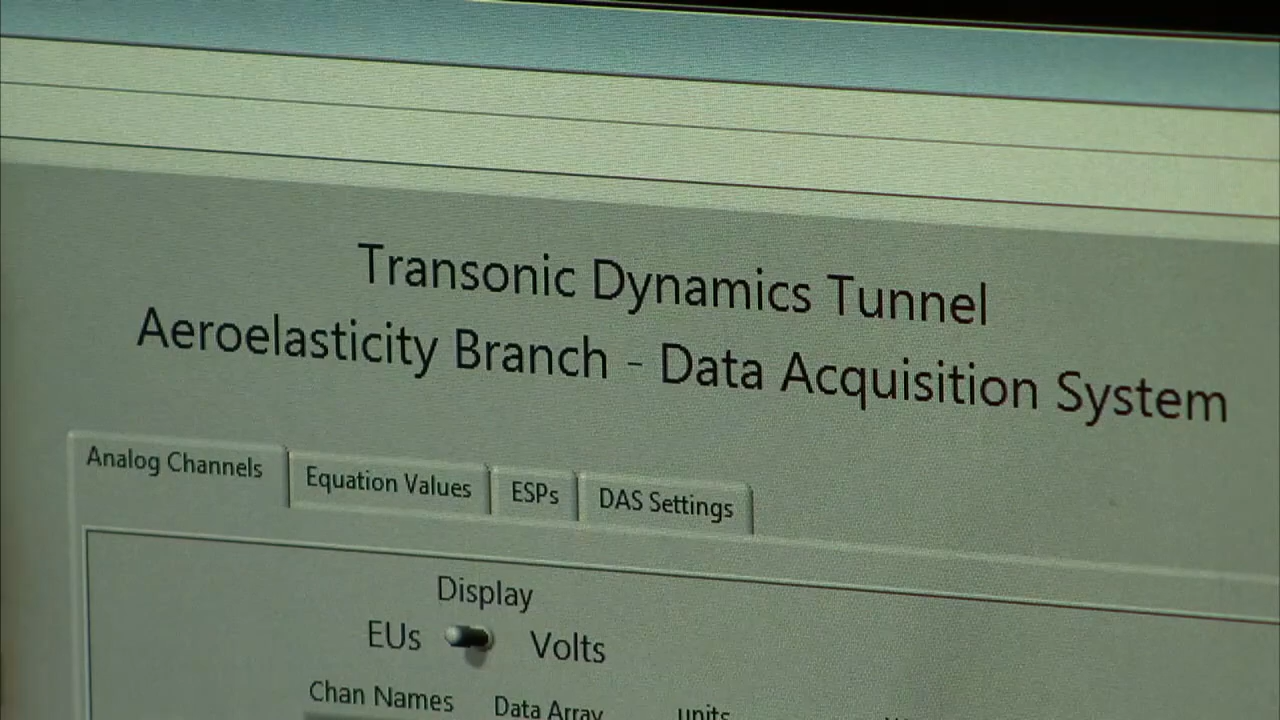 Transonic Dynamics Tunnel
Aeroelasticity Branch - Data Acquisition System
Analog Channels Equation Values ESPs DAS Settings
Display
EUs Volts
Chan Names Data Array units